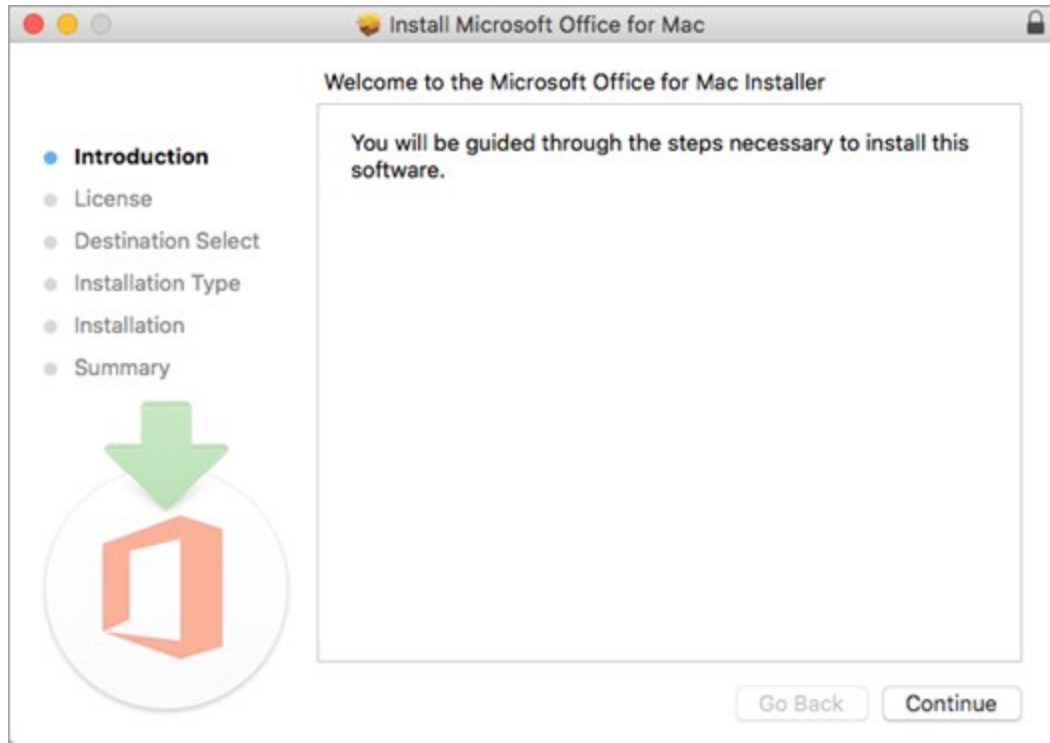 Install Microsoft Office for Mac
Welcome to the Microsoft Office for Mac Installer
Introduction
License
Destination Select
Installation Type
Installation
Summary
You will be guided through the steps necessary to install this
software.
Go Back
Continue